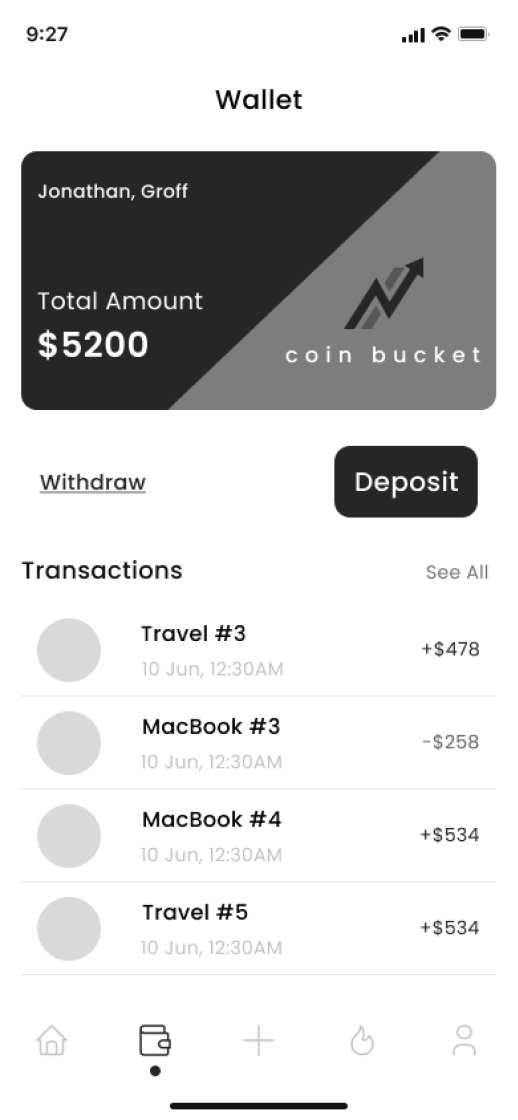 9:27
Wallet
Jonathan, Groff
Total Amount
$5200
coin bucket
Withdraw
Deposit
Transactions
See All
Travel #3
10 Jun, 12:30AM
+$478
MacBook #3
10 Jun, 12:30AM
-$258
MacBook #4
10 Jun, 12:30AM
+$534
Travel #5
10 Jun, 12:30AM
+$534